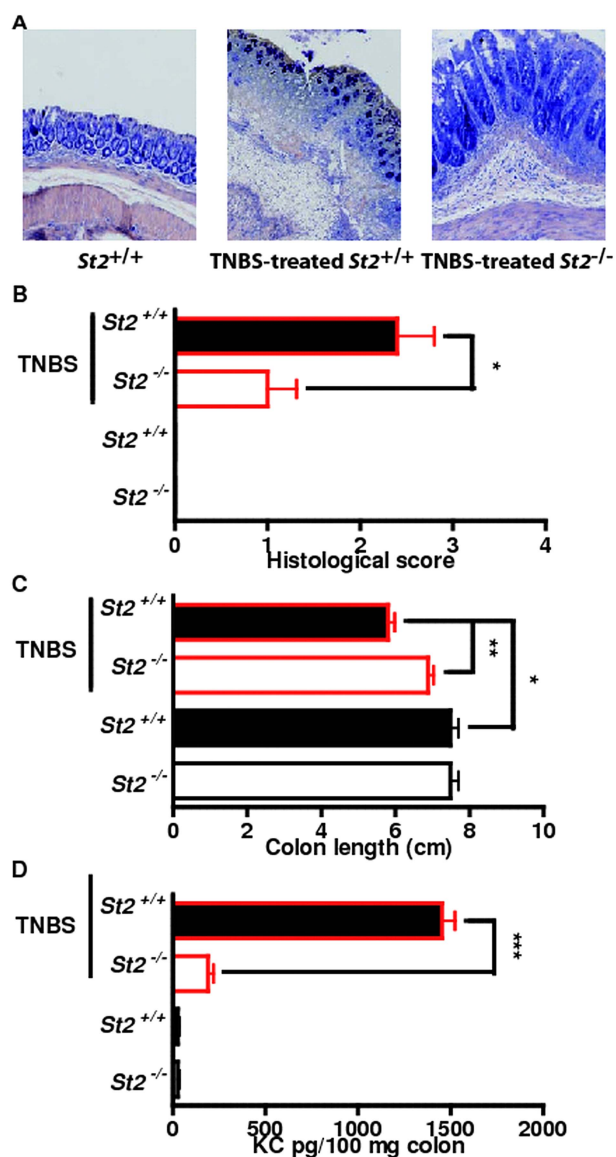 A
St2+/+ TNBS-treated St2+/+ TNBS-treated St2-/-
B
TNBS
St2 +/+
St2 -/-
St2 +/+
St2 -/-
*
0 1 2 3 4
Histological score
C
TNBS
St2 +/+
St2 -/-
St2 +/+
St2 -/-
**
*
0 2 4 6 8 10
Colon length (cm)
D
TNBS
St2 +/+
St2 -/-
St2 +/+
St2 -/-
***
0 500 1000 1500 2000
KC pg/100 mg colon